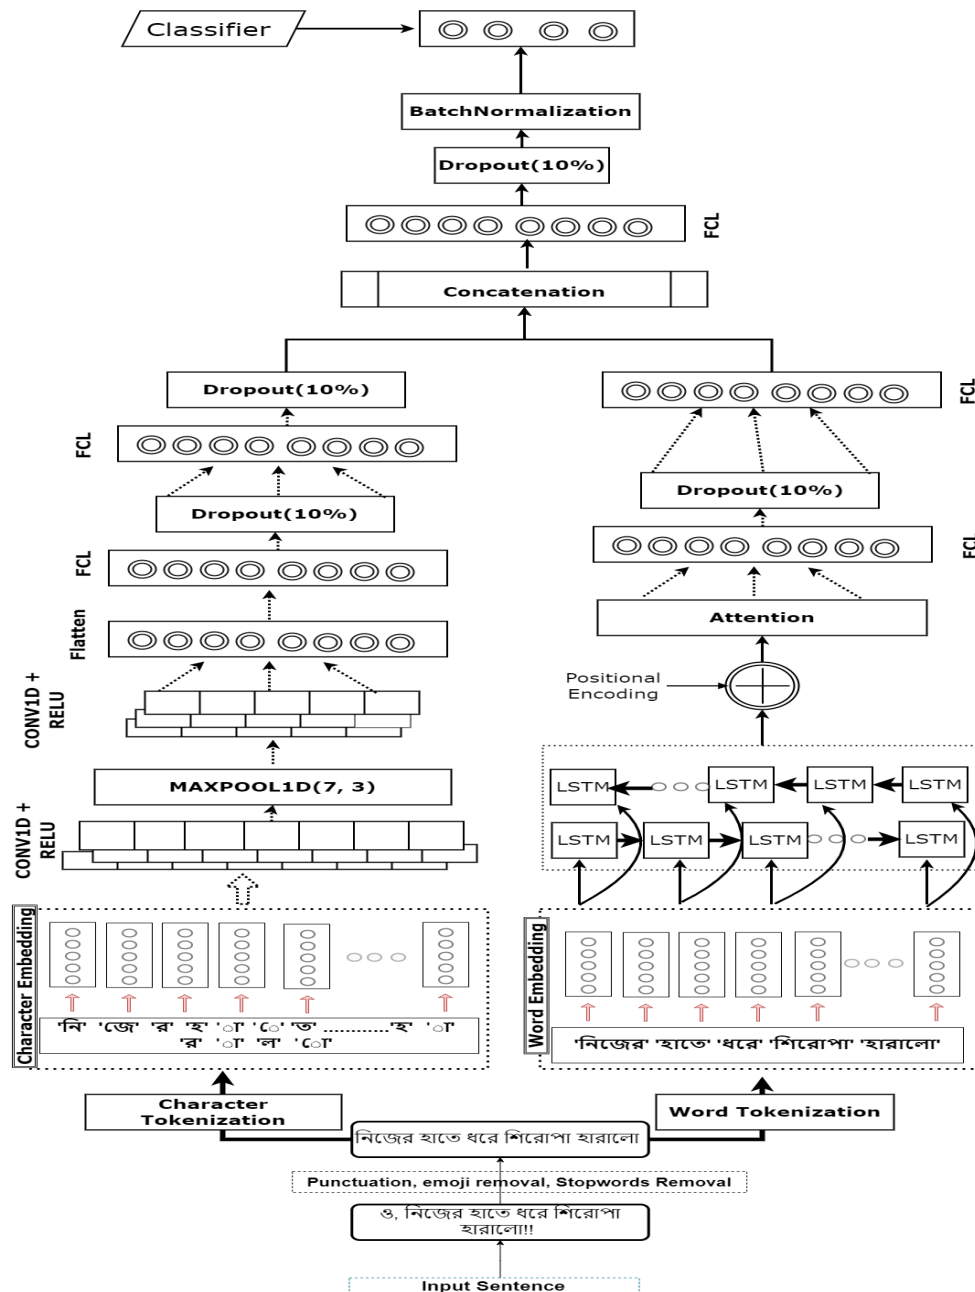 Classifier
BatchNormalization
Dropout(10%)
FCL
Concatenation
Dropout(10%)
FCL
Dropout(10%)
FCL
Flatten
CONV1D +
RELU
MAXPOOL1D(7, 3)
CONV1D +
RELU
Character Embedding
'নি' 'জে' 'র' 'হ' 'া' 'ে' 'ত' ............'হ' 'া'
'র' 'া' 'ল' 'ো'
Character
Tokenization
FCL
Dropout(10%)
FCL
Attention
Positional
Encoding
LSTM LSTM LSTM LSTM
LSTM LSTM LSTM LSTM
Word Embedding
'নিজের' 'হাতে' 'ধরে' 'শিরোপা' 'হারালো'
Word Tokenization
নিজের হাতে ধরে শিরোপা হারালো
Punctuation, emoji removal, Stopwords Removal
ও, নিজের হাতে ধরে শিরোপা
হারালো!!
Input Sentence